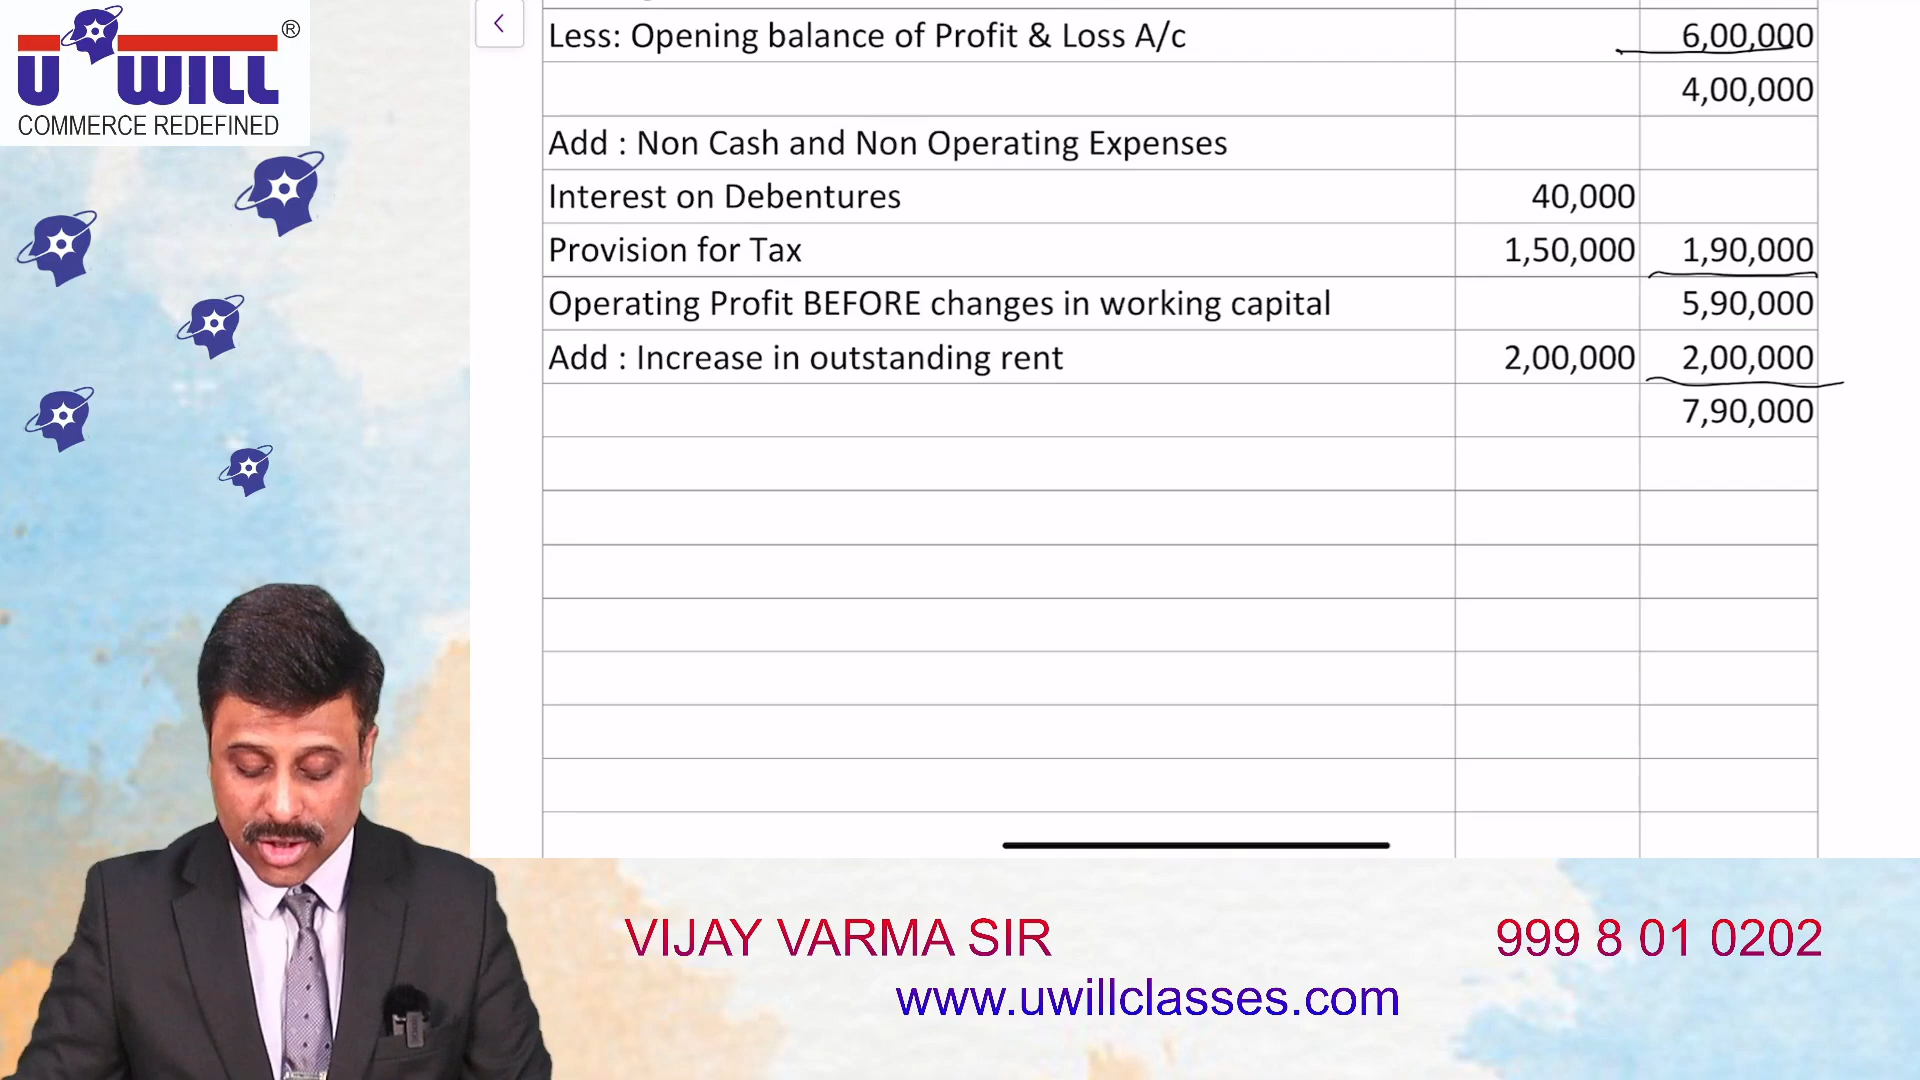 U WILL ®
COMMERCE REDEFINED
Less: Opening balance of Profit & Loss A/c 6,00,000
4,00,000
Add : Non Cash and Non Operating Expenses
Interest on Debentures 40,000
Provision for Tax 1,50,000 1,90,000
Operating Profit BEFORE changes in working capital 5,90,000
Add : Increase in outstanding rent 2,00,000 2,00,000
7,90,000
VIJAY VARMA SIR 999 8 01 0202
www.uwillclasses.com